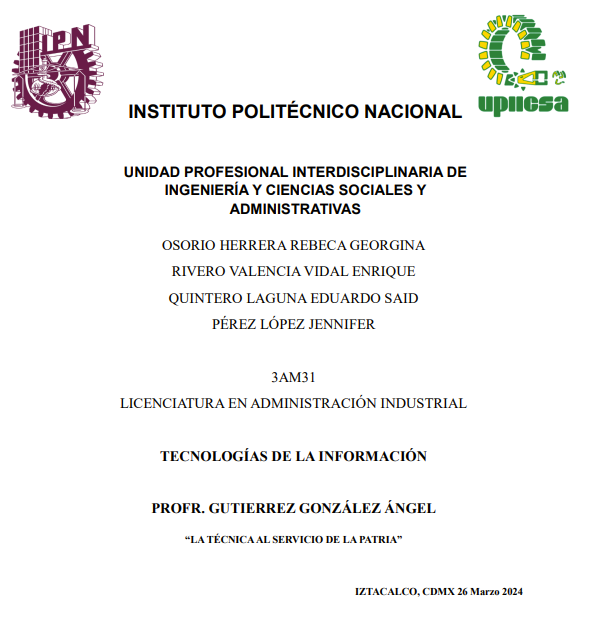 IPN
upiicsa
INSTITUTO POLITÉCNICO NACIONAL
UNIDAD PROFESIONAL INTERDISCIPLINARIA DE
INGENIERÍA Y CIENCIAS SOCIALES Y
ADMINISTRATIVAS
OSORIO HERRERA REBECA GEORGINA
RIVERO VALENCIA VIDAL ENRIQUE
QUINTERO LAGUNA EDUARDO SAID
PÉREZ LÓPEZ JENNIFER
3AM31
LICENCIATURA EN ADMINISTRACIÓN INDUSTRIAL
TECNOLOGÍAS DE LA INFORMACIÓN
PROFR. GUTIERREZ GONZÁLEZ ÁNGEL
“LA TÉCNICA AL SERVICIO DE LA PATRIA”
IZTACALCO, CDMX 26 Marzo 2024